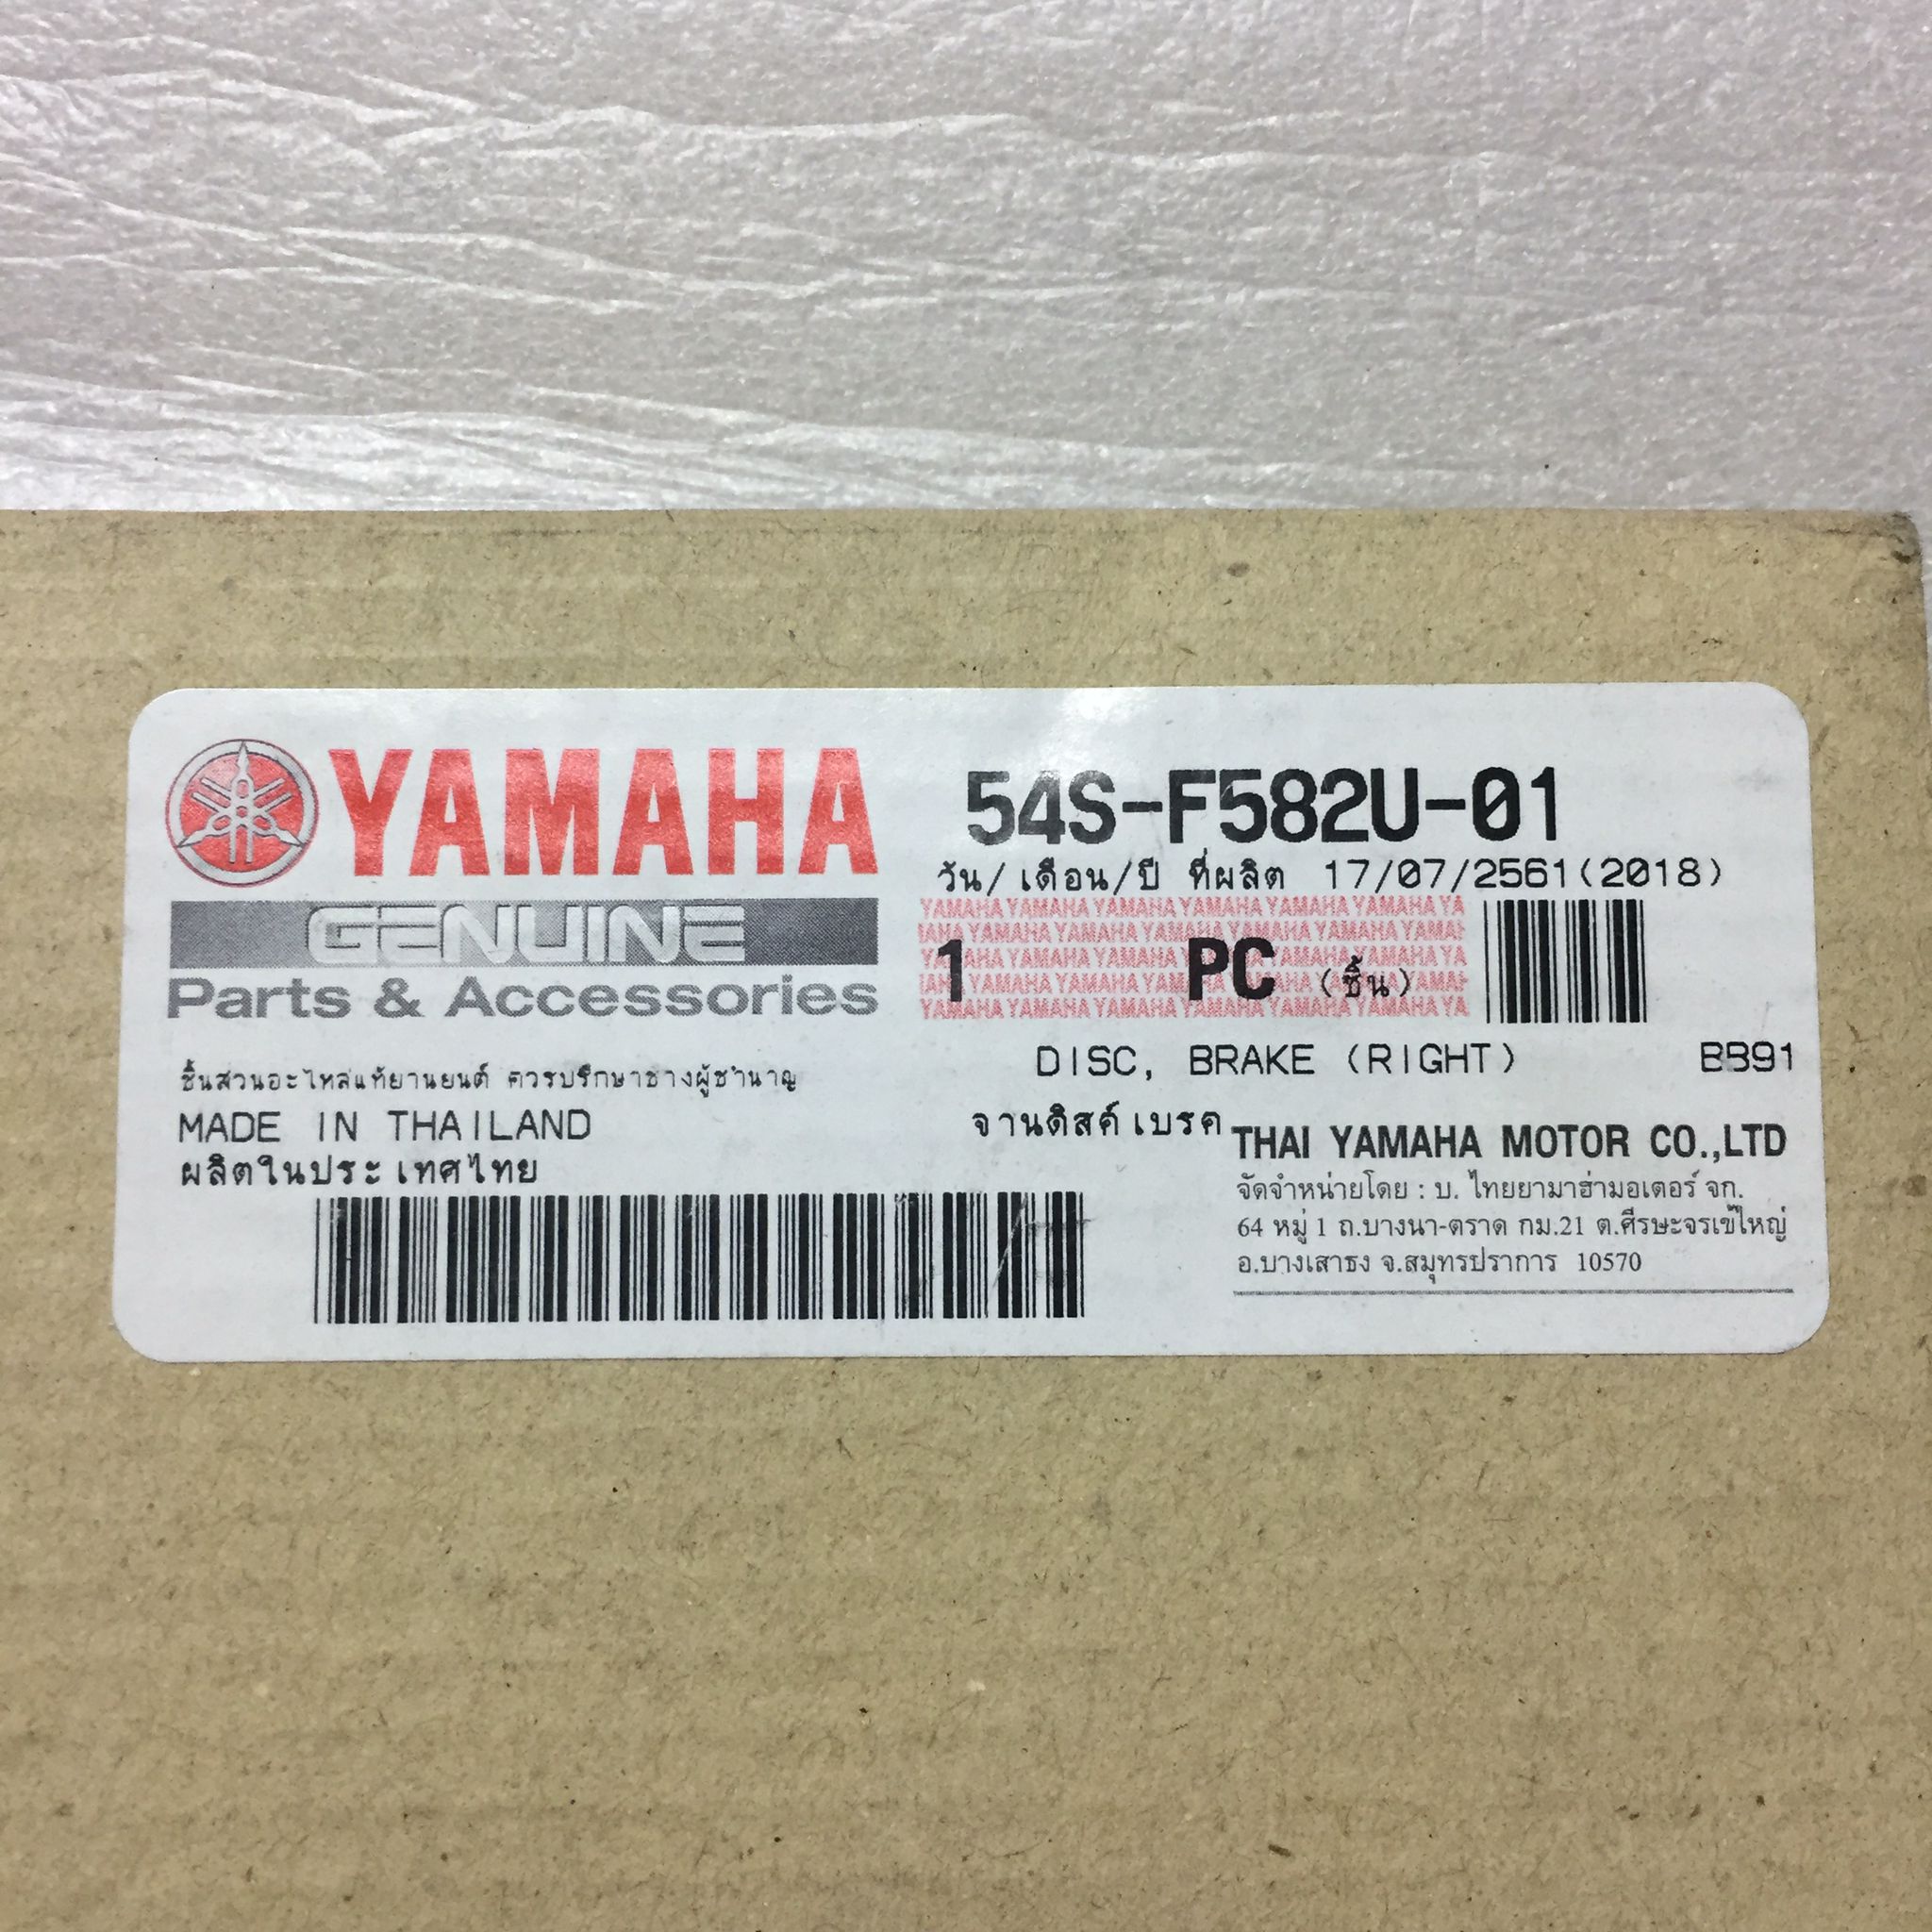 YAMAHA
GENUINE
Parts & Accessories
54S-F582U-01
วัน/เดือน/ปี ที่ผลิต 17/07/2561(2018)
YAMAHA YAMAHA YAMAHA YAMAHA YAMAHA YAMAHA YA
1 PC (ชิ้น)
DISC, BRAKE (RIGHT) BB91
ชิ้นส่วนอะไหล่แท้ยานยนต์ ควรปรึกษาช่างผู้ชำนาญ
MADE IN THAILAND
ผลิตในประเทศไทย
จานดิสค์เบรค
THAI YAMAHA MOTOR CO.,LTD
จัดจำหน่ายโดย : บ. ไทยยามาฮ่ามอเตอร์ จก.
64 หมู่ 1 ถ.บางนา-ตราด กม.21 ต.ศีรษะจรเข้ใหญ่
อ.บางเสาธง จ.สมุทรปราการ 10570